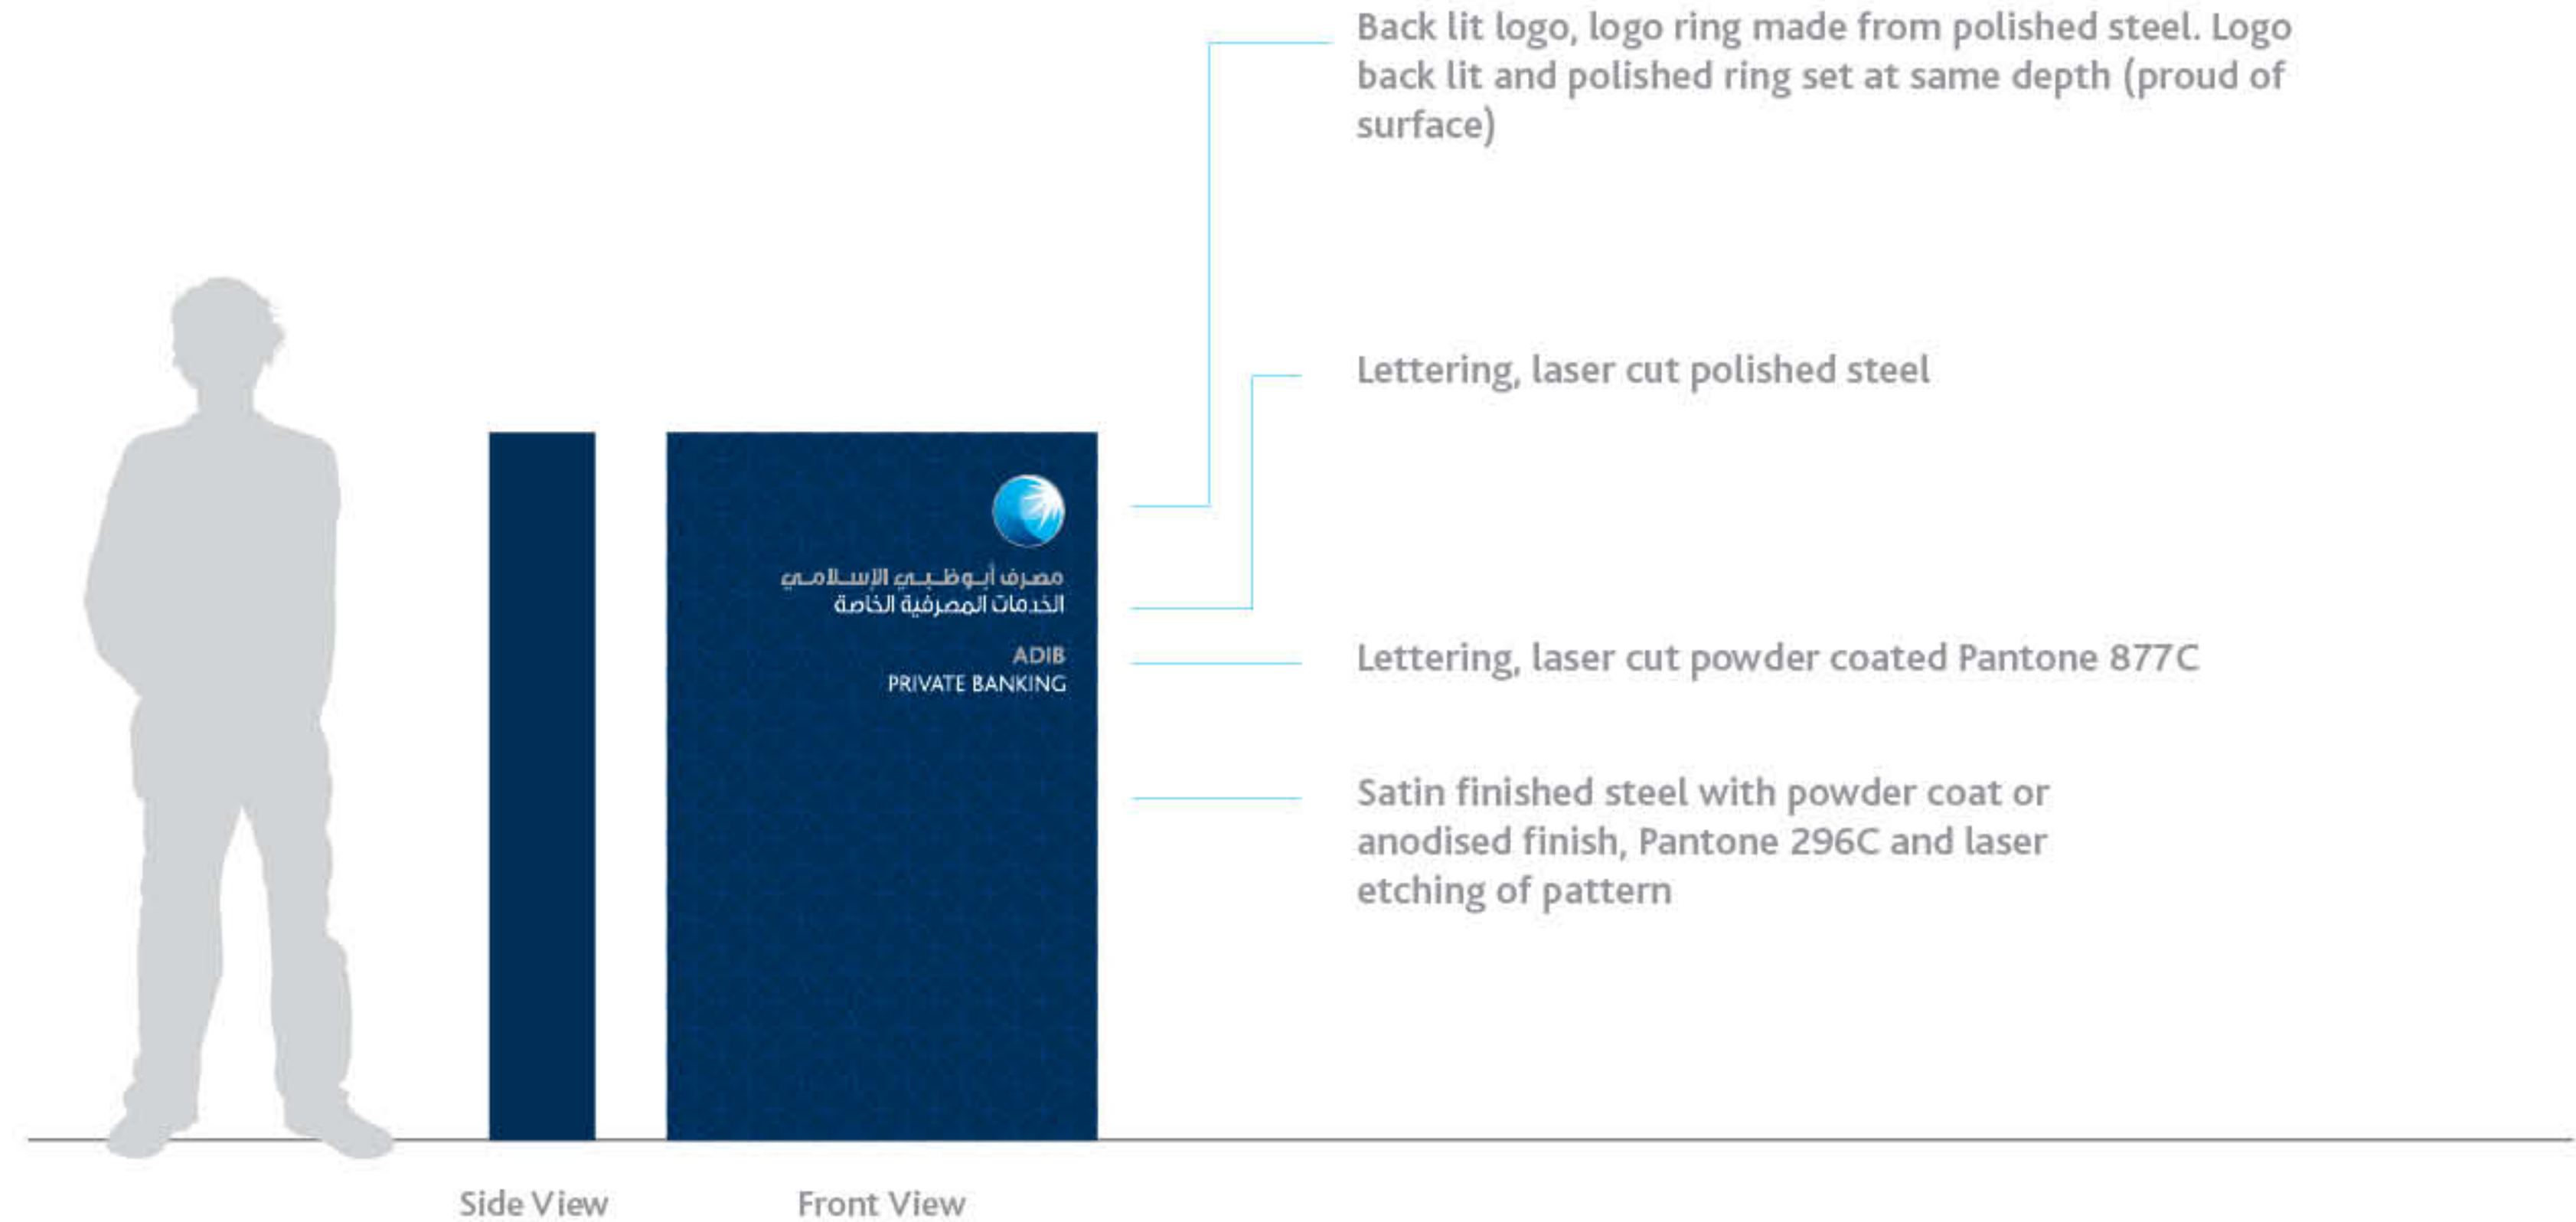 Back lit logo, logo ring made from polished steel. Logo
back lit and polished ring set at same depth (proud of
surface)
Lettering, laser cut polished steel
مصرف أبوظبي الإسلامي
الخدمات المصرفية الخاصة
ADIB
PRIVATE BANKING
Lettering, laser cut powder coated Pantone 877C
Satin finished steel with powder coat or
anodised finish, Pantone 296C and laser
etching of pattern
Side View
Front View